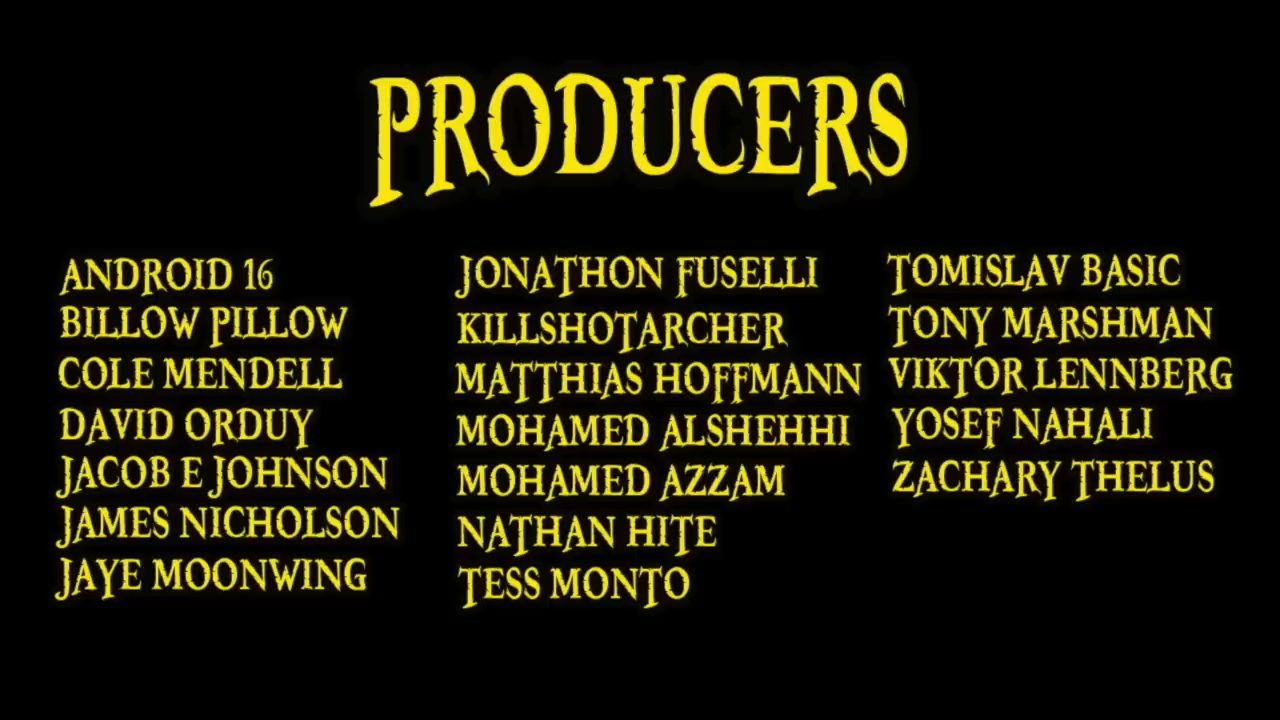 PRODUCERS
ANDROID 16
BILLOW PILLOW
COLE MENDELL
DAVID ORDUY
JACOB E JOHNSON
JAMES NICHOLSON
JAYE MOONWING
JONATHON FUSELLI
KILLSHOTARCHER
MATTHIAS HOFFMANN
MOHAMED ALSHEHHI
MOHAMED AZZAM
NATHAN HITE
TESS MONTO
TOMISLAV BASIC
TONY MARSHMAN
VIKTOR LENNBERG
YOSEF NAHALI
ZACHARY THELUS